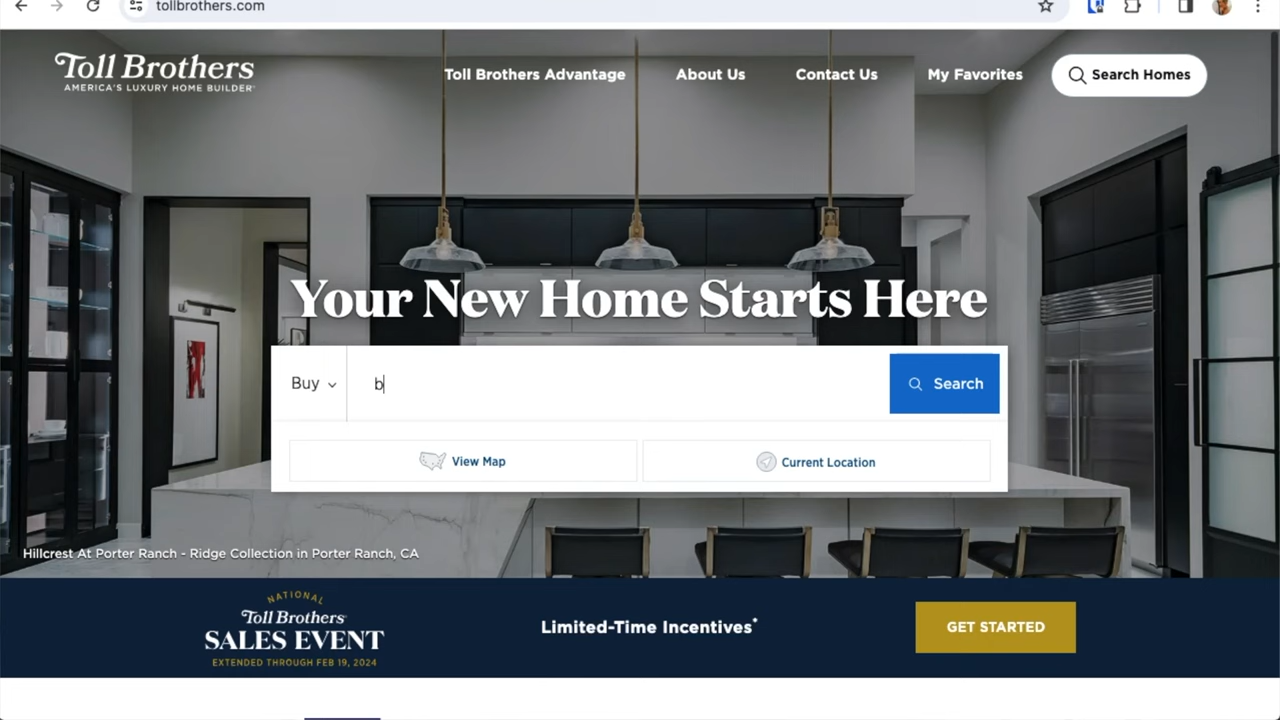 tollbrothers.com
Toll Brothers
AMERICA'S LUXURY HOME BUILDER®
Toll Brothers Advantage
About Us
Contact Us
My Favorites
Search Homes
Your New Home Starts Here
Buy
b
Search
View Map
Current Location
Hillcrest At Porter Ranch - Ridge Collection in Porter Ranch, CA
NATIONAL
Toll Brothers
SALES EVENT
EXTENDED THROUGH FEB 19, 2024
Limited-Time Incentives*
GET STARTED